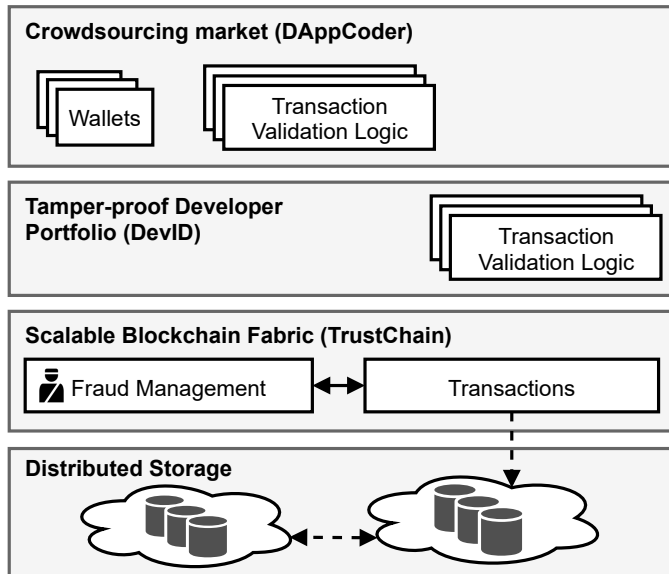 Crowdsourcing market (DAppCoder)
Wallets
Transaction
Validation Logic
Tamper-proof Developer
Portfolio (DevID)
Transaction
Validation Logic
Scalable Blockchain Fabric (TrustChain)
Fraud Management
Transactions
Distributed Storage